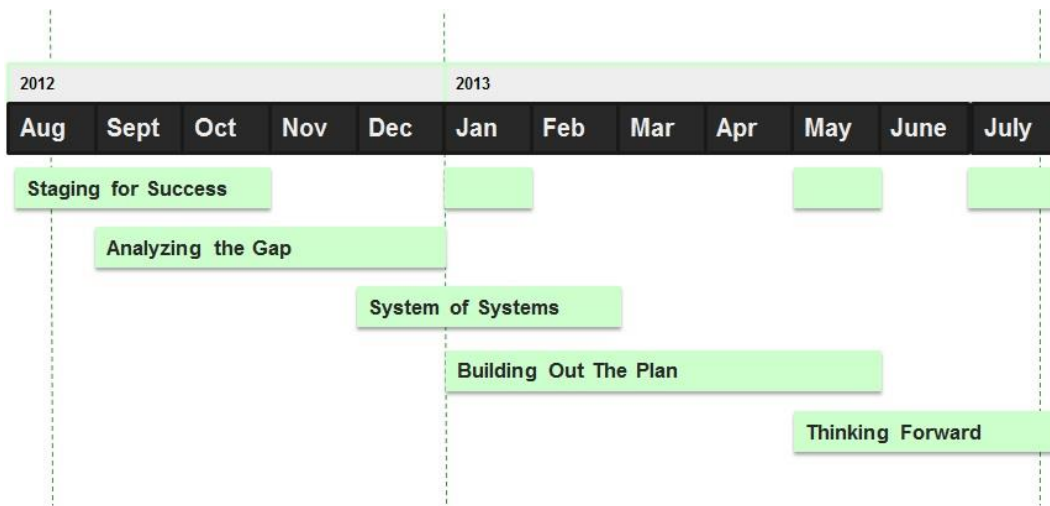 2012 2013
Aug Sept Oct Nov Dec Jan Feb Mar Apr May June July
Staging for Success
Analyzing the Gap
System of Systems
Building Out The Plan
Thinking Forward